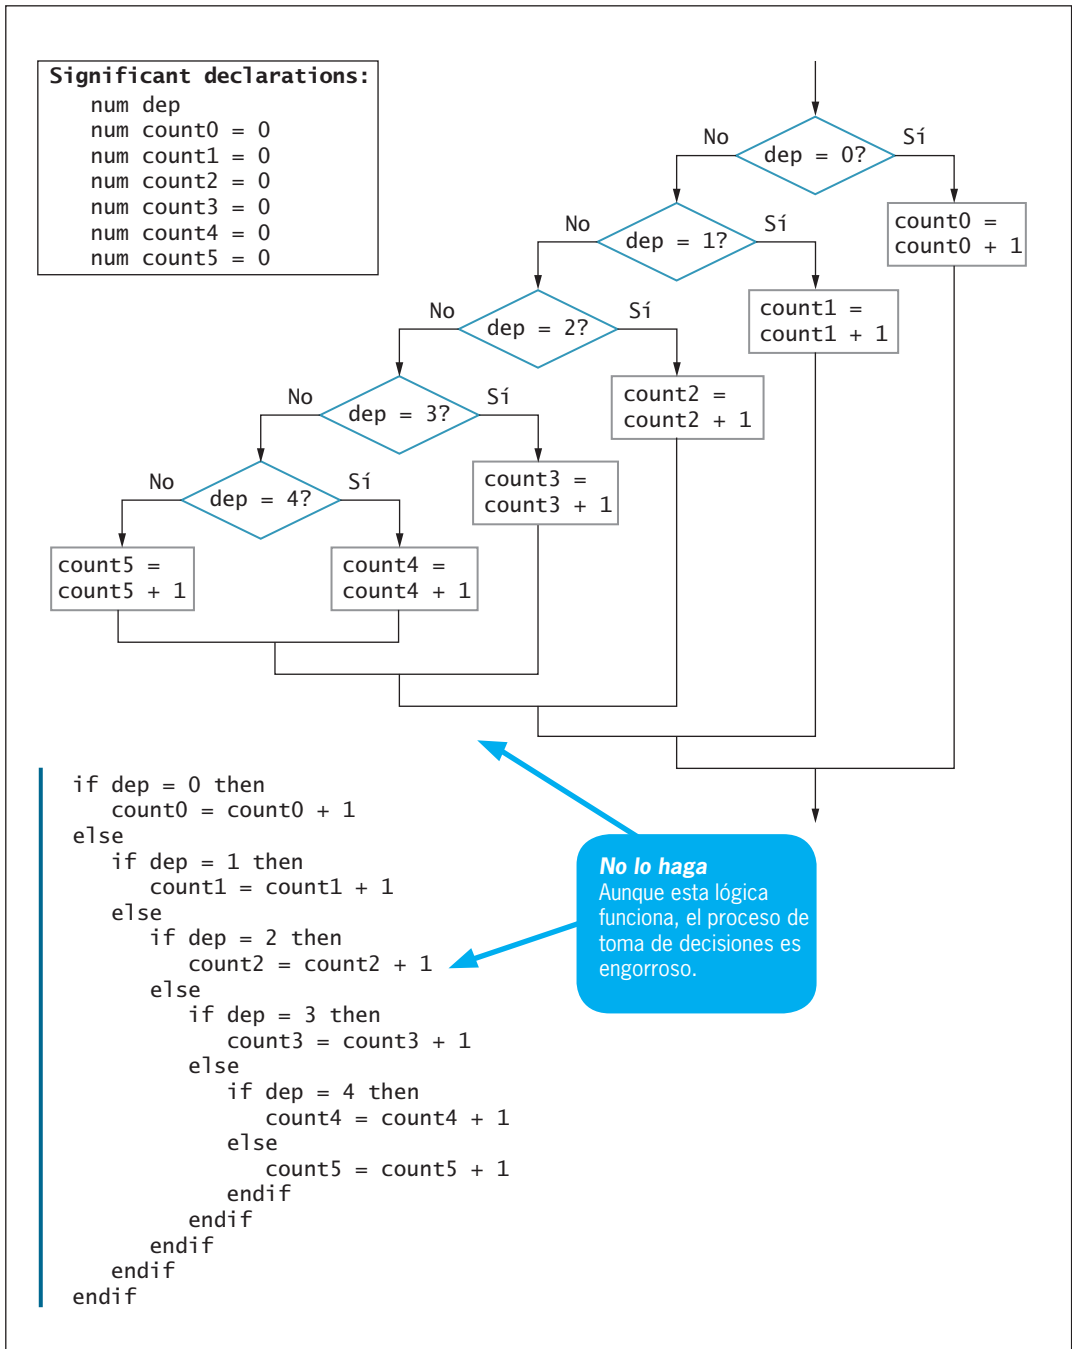 Significant declarations:
num dep
num count0 = 0
num count1 = 0
num count2 = 0
num count3 = 0
num count4 = 0
num count5 = 0
No
dep = 0?
Sí
count0 =
count0 + 1
No
dep = 1?
Sí
count1 =
count1 + 1
No
dep = 2?
Sí
count2 =
count2 + 1
No
dep = 3?
Sí
count3 =
count3 + 1
No
dep = 4?
Sí
count5 =
count5 + 1
count4 =
count4 + 1
if dep = 0 then
count0 = count0 + 1
else
if dep = 1 then
count1 = count1 + 1
else
if dep = 2 then
count2 = count2 + 1
else
if dep = 3 then
count3 = count3 + 1
else
if dep = 4 then
count4 = count4 + 1
else
count5 = count5 + 1
endif
endif
endif
endif
endif
No lo haga
Aunque esta lógica
funciona, el proceso de
toma de decisiones es
engorroso.